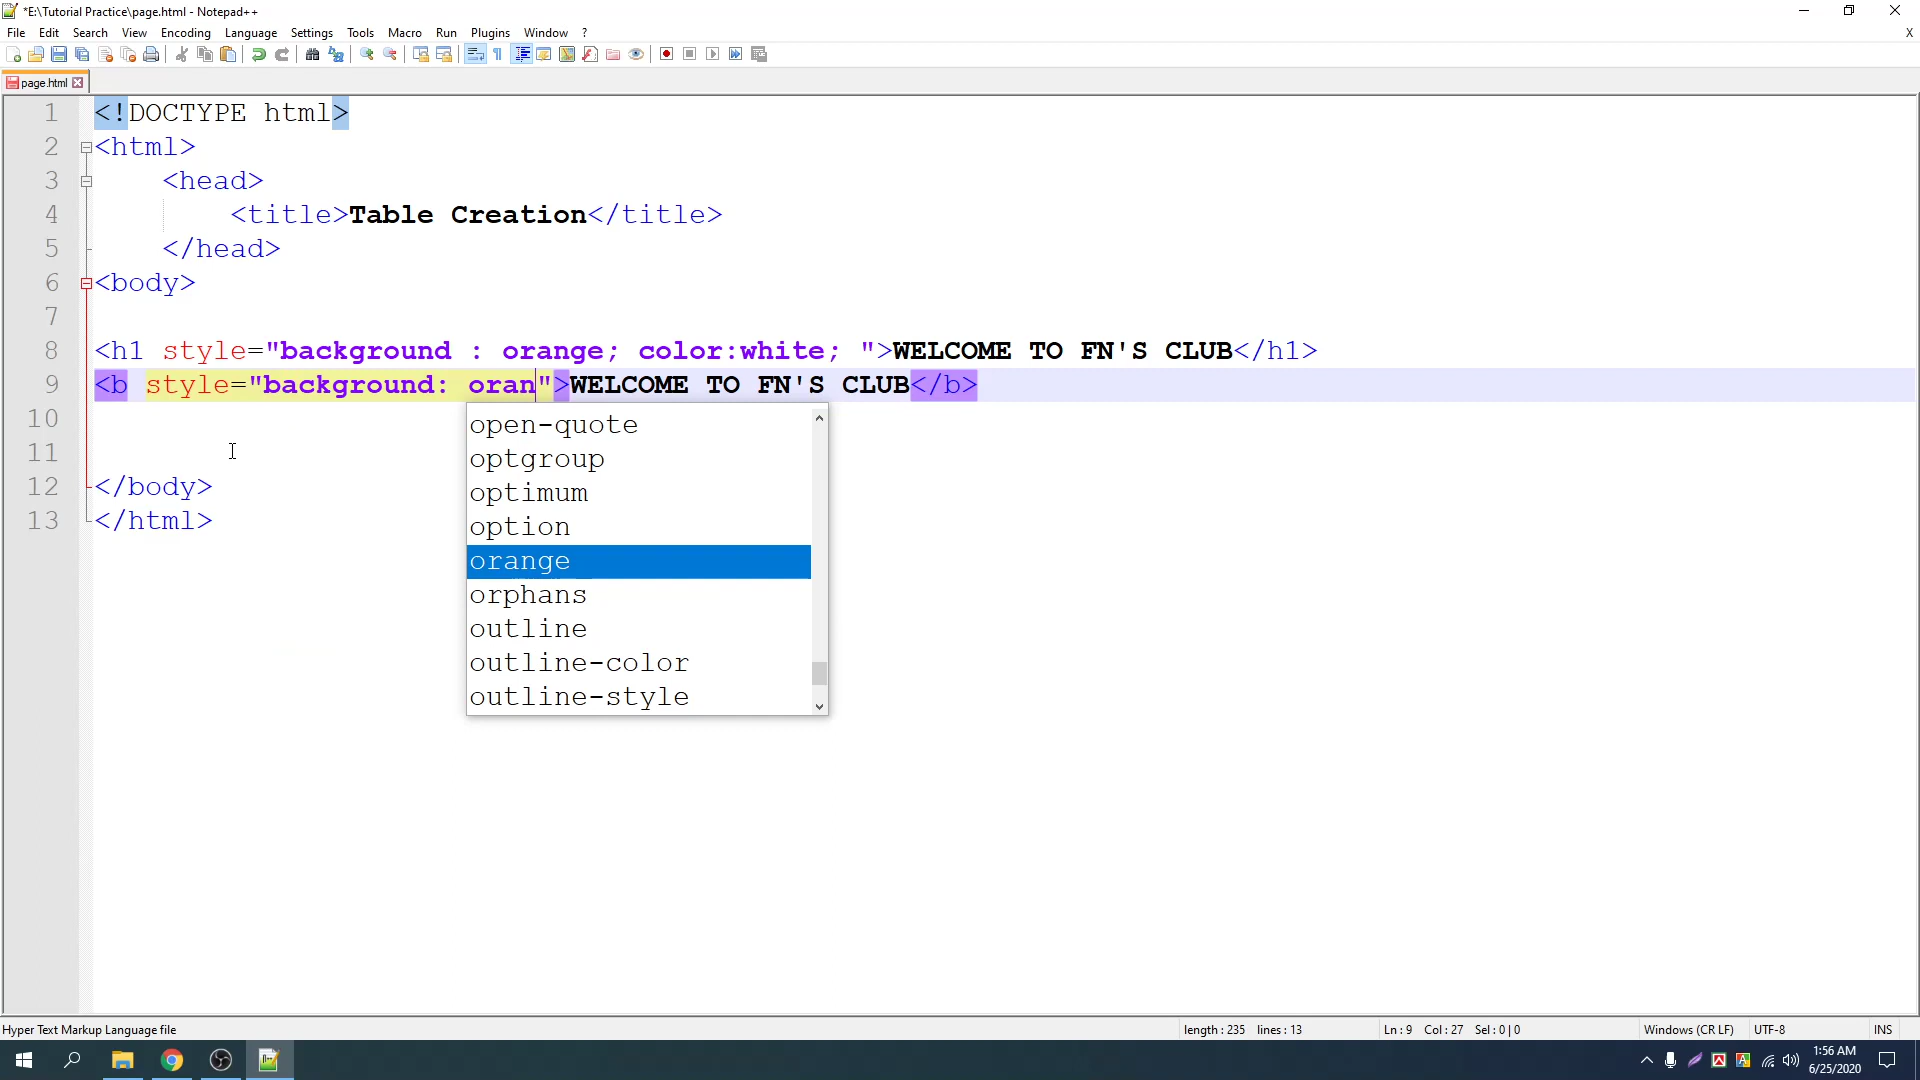 *E:\Tutorial Practice\page.html - Notepad++
File Edit Search View Encoding Language Settings Tools Macro Run Plugins Window ? X
page.html
1 <!DOCTYPE html>
2 <html>
3 <head>
4 <title>Table Creation</title>
5 </head>
6 <body>
7
8 <h1 style="background : orange; color:white; ">WELCOME TO FN'S CLUB</h1>
9 <b style="background: oran">WELCOME TO FN'S CLUB</b>
10
11
12 </body>
13 </html>
open-quote
optgroup
optimum
option
orange
orphans
outline
outline-color
outline-style
Hyper Text Markup Language file length : 235 lines : 13 Ln : 9 Col : 27 Sel : 0 | 0 Windows (CR LF) UTF-8 INS
1:56 AM
6/25/2020